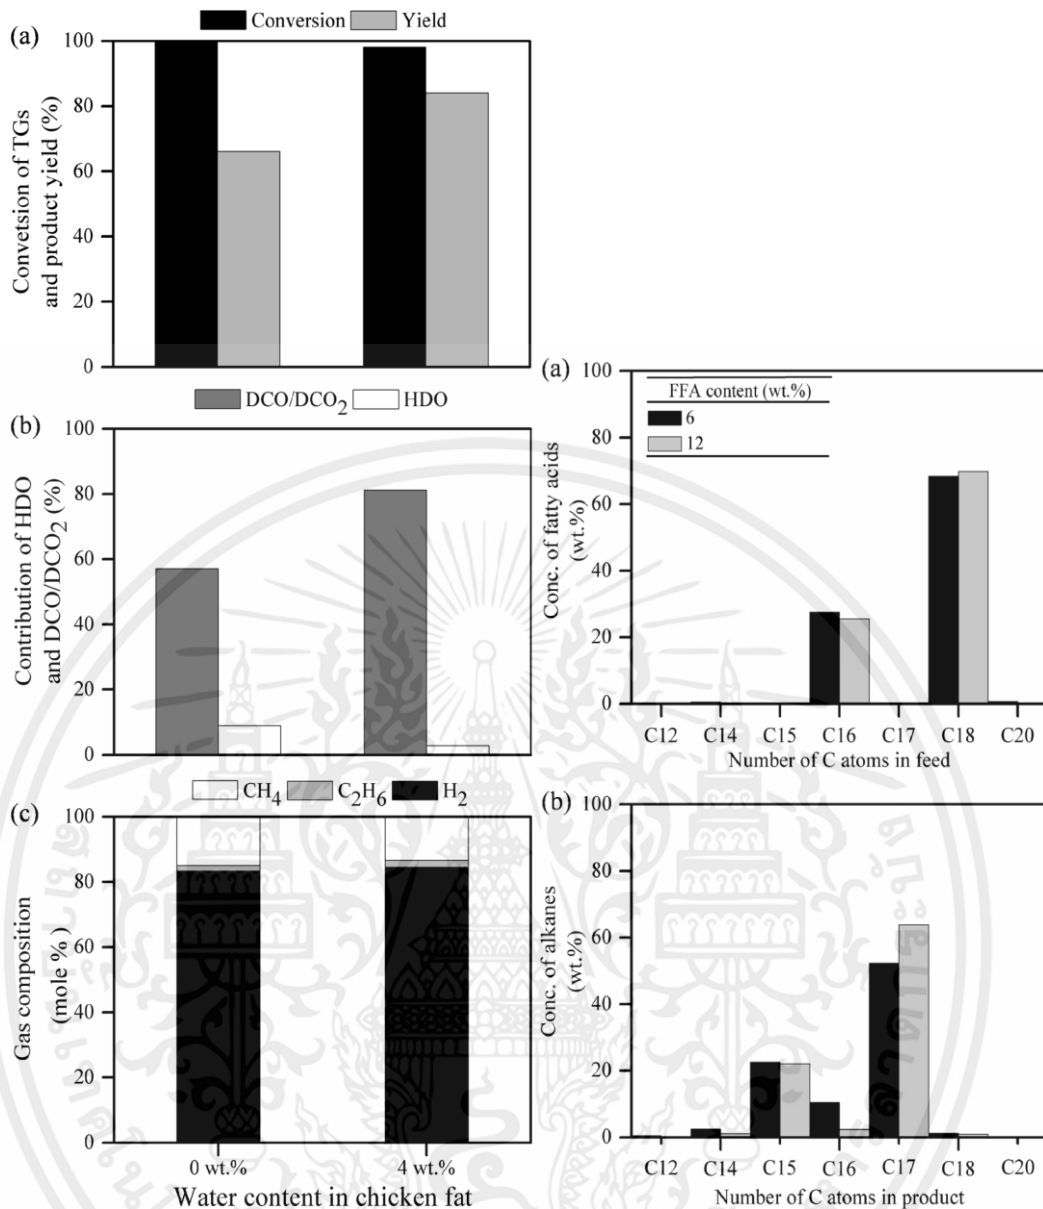 (a)
Conversion Yield
100
80
60
40
20
0
Convetsion of TGs
and product yield (%)
DCO/DCO2 HDO
(b)
100
80
60
40
20
0
Contribution of HDO
and DCO/DCO2 (%)
CH4 C2H6 H2
(c)
100
80
60
40
20
0
Gas composition
(mole %)
0 wt.% 4 wt.%
Water content in chicken fat
(a)
FFA content (wt.%)
6
12
100
80
60
40
20
0
Conc. of fatty acids
(wt.%)
C12 C14 C15 C16 C17 C18 C20
Number of C atoms in feed
(b)
100
80
60
40
20
0
Conc. of alkanes
(wt.%)
C12 C14 C15 C16 C17 C18 C20
Number of C atoms in product